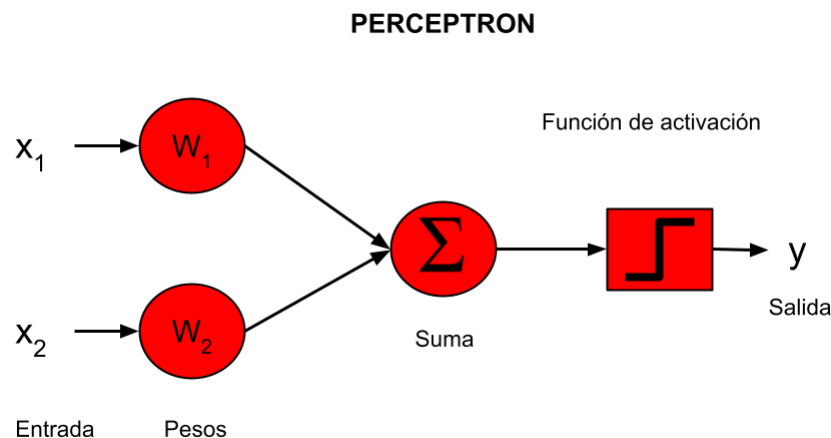 PERCEPTRON
Función de activación
x1
W1
Σ
y
Salida
x2
W2
Suma
Entrada
Pesos